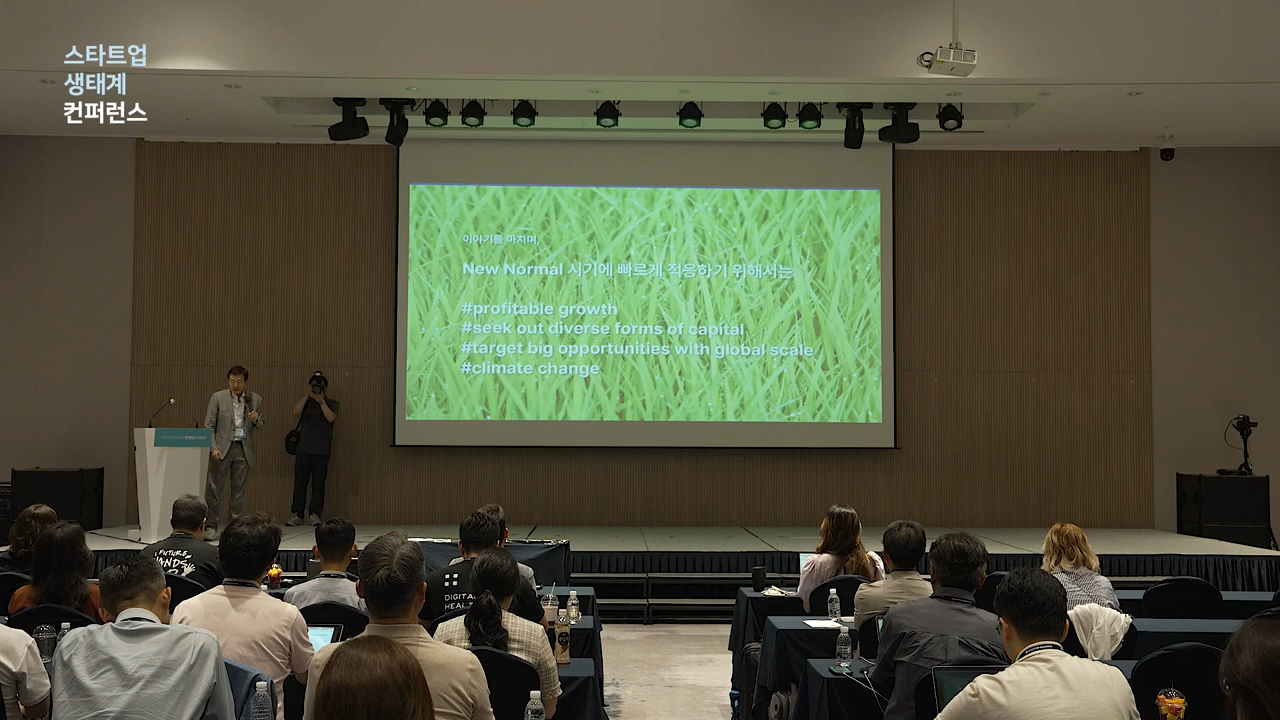 스타트업
생태계
컨퍼런스
이야기를 마치며,
New Normal 시기에 빠르게 적응하기 위해서는
#profitable growth
#seek out diverse forms of capital
#target big opportunities with global scale
#climate change
FUTURE
DIGITAL